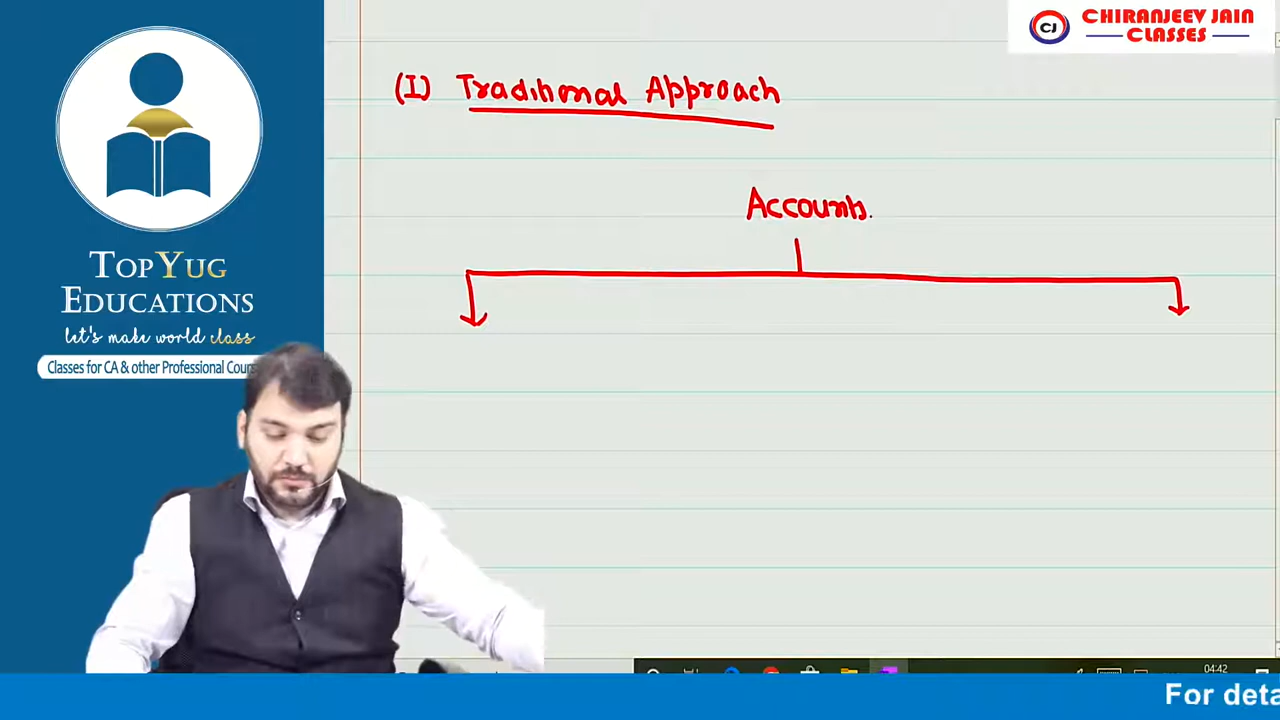 CHIRANJEEV JAIN
CJ
CLASSES
(I) Traditional Approach
Accounts.
TOPYUG
EDUCATIONS
let's make world class
Classes for CA & other Professional Cour
04:42
For deta